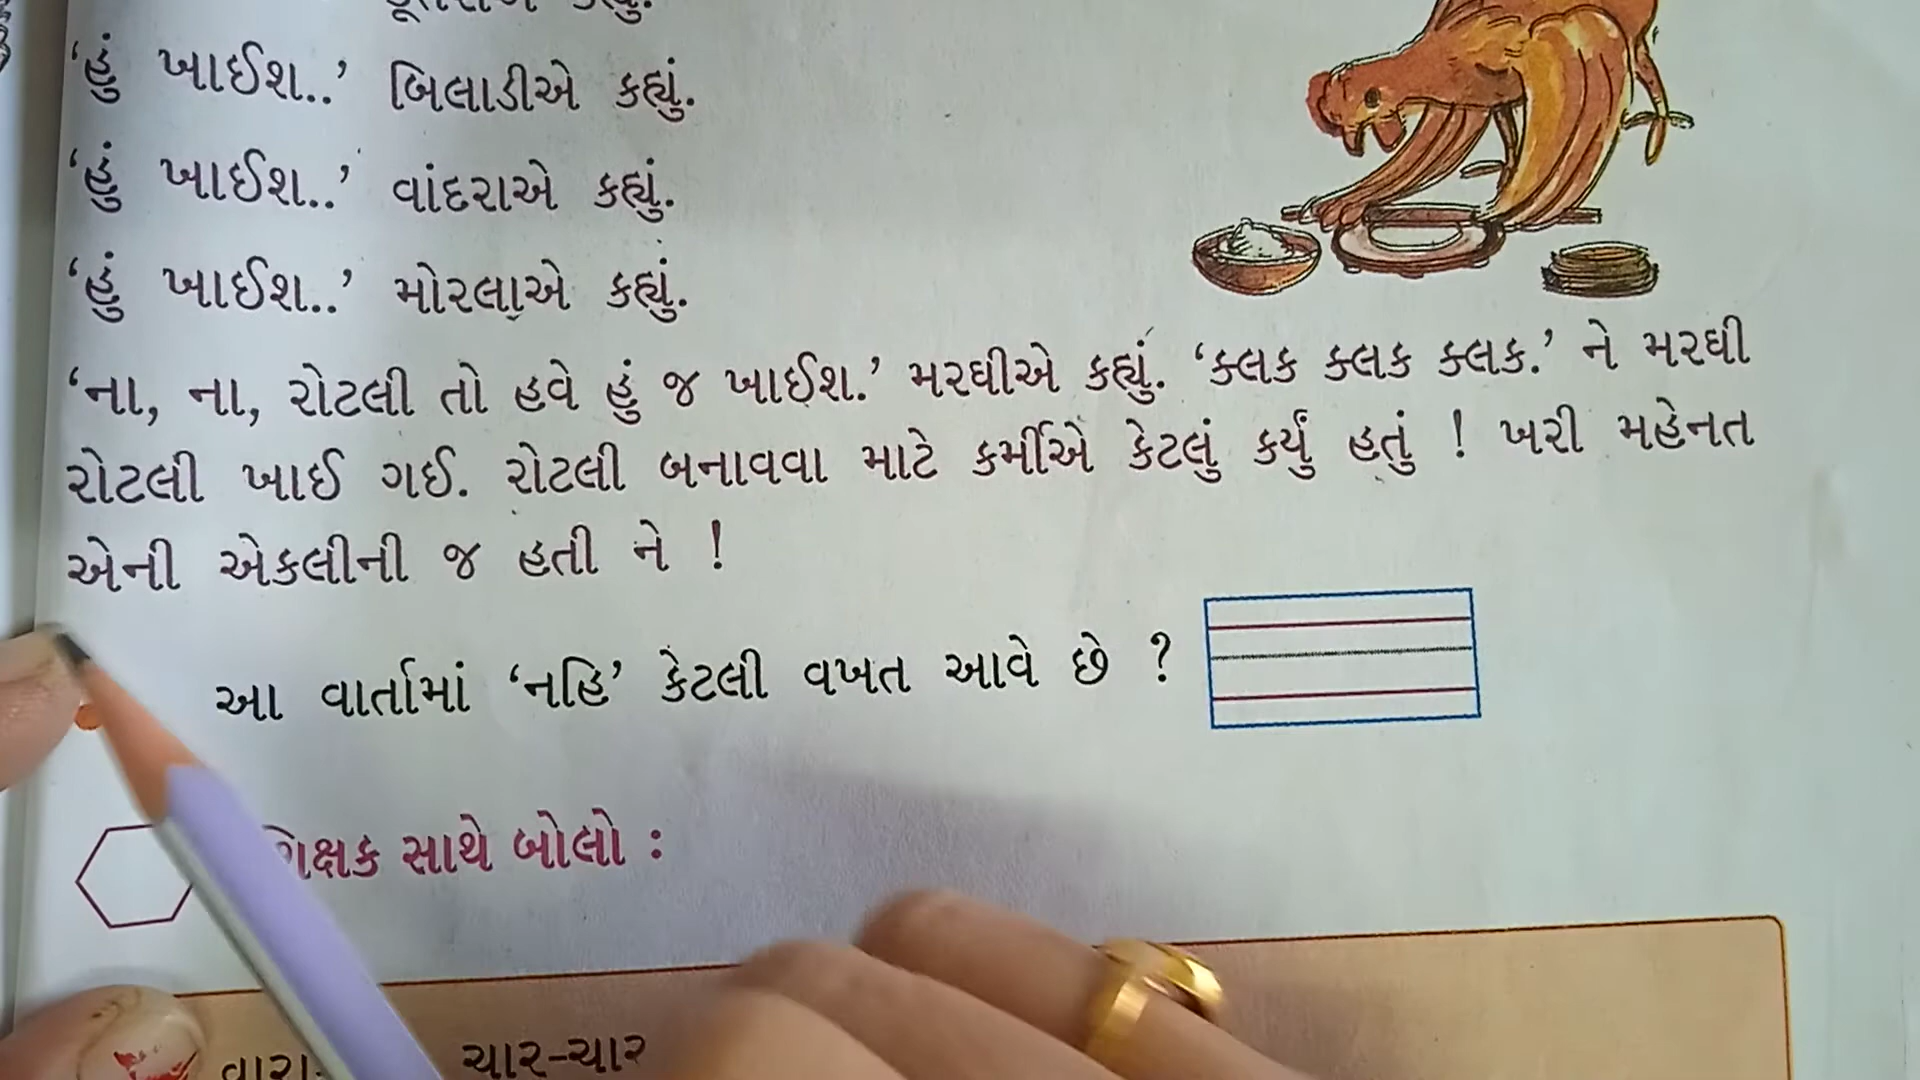 ‘હું ખાઈશ..’ બિલાડીએ કહ્યું.
‘હું ખાઈશ..’ વાંદરાએ કહ્યું.
‘હું ખાઈશ..’ મોરલાએ કહ્યું.
‘ના, ના, રોટલી તો હવે હું જ ખાઈશ.’ મરઘીએ કહ્યું. ‘ક્લક ક્લક ક્લક.’ ને મરઘી
રોટલી ખાઈ ગઈ. રોટલી બનાવવા માટે કર્મીએ કેટલું કર્યું હતું ! ખરી મહેનત
એની એકલીની જ હતી ને !
આ વાર્તામાં ‘નહિ’ કેટલી વખત આવે છે ?
સાથે બોલો :
ચાર-ચાર